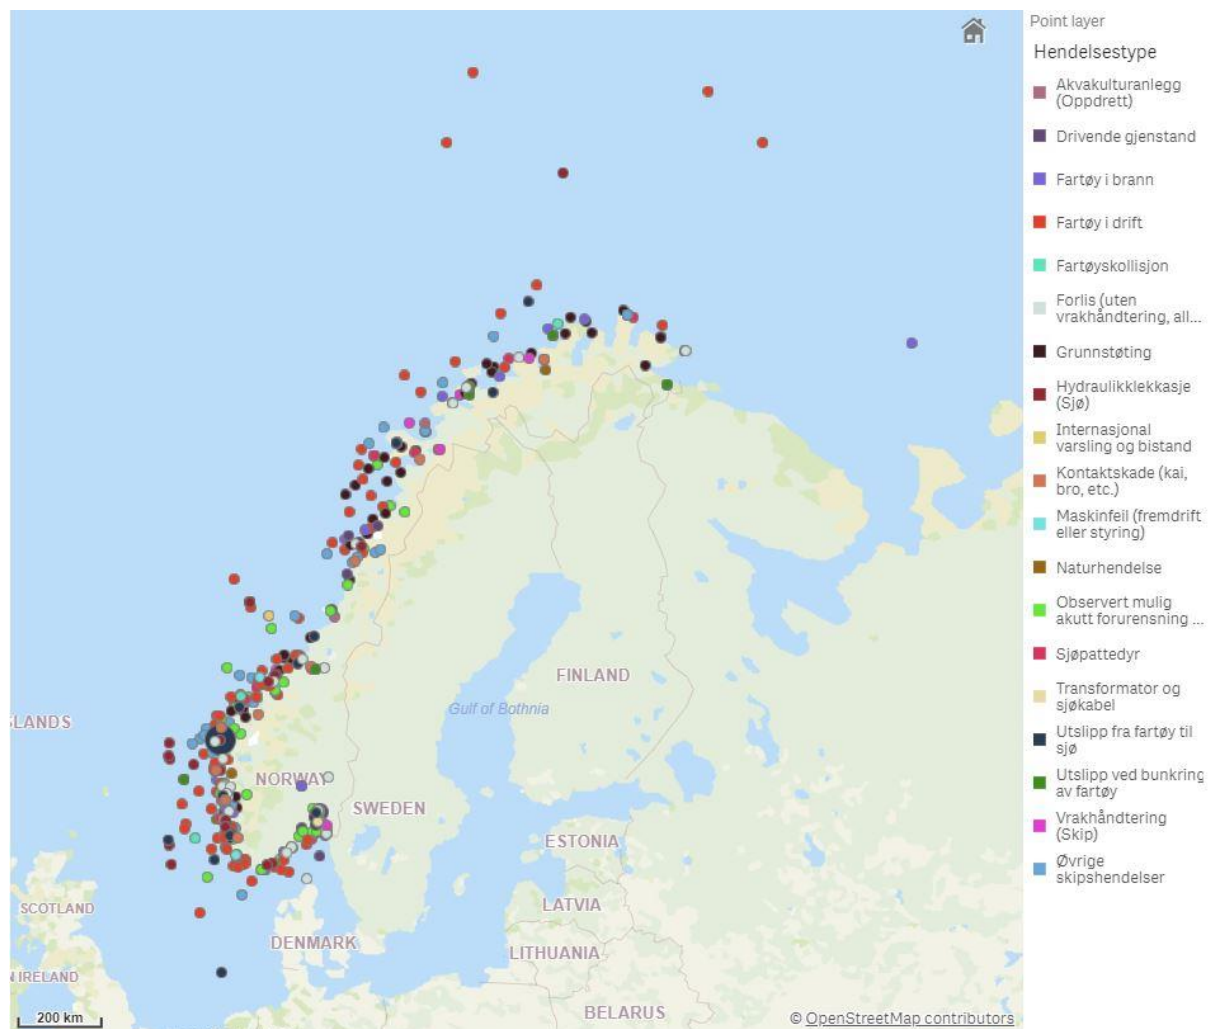 Point layer
Hendelsestype
Akvakulturanlegg
(Oppdrett)
Drivende gjenstand
Fartøy i brann
Fartøy i drift
Fartøyskollisjon
Forlis (uten
vrakhåndtering, all...
Grunnstøting
Hydraulikklekkasje
(Sjø)
Internasjonal
varsling og bistand
Kontaktskade (kai,
bro, etc.)
Maskinfeil (fremdrift
eller styring)
Naturhendelse
Observert mulig
akutt forurensning ...
Sjøpattedyr
Transformator og
sjøkabel
Utslipp fra fartøy til
sjø
Utslipp ved bunkring
av fartøy
Vrakhåndtering
(Skip)
Øvrige
skipshendelser
FINLAND
Gulf of Bothnia
SLANDS
NORWAY
SWEDEN
ESTONIA
LATVIA
SCOTLAND
DENMARK
LITHUANIA
N IRELAND
BELARUS
200 km
© OpenStreetMap contributors